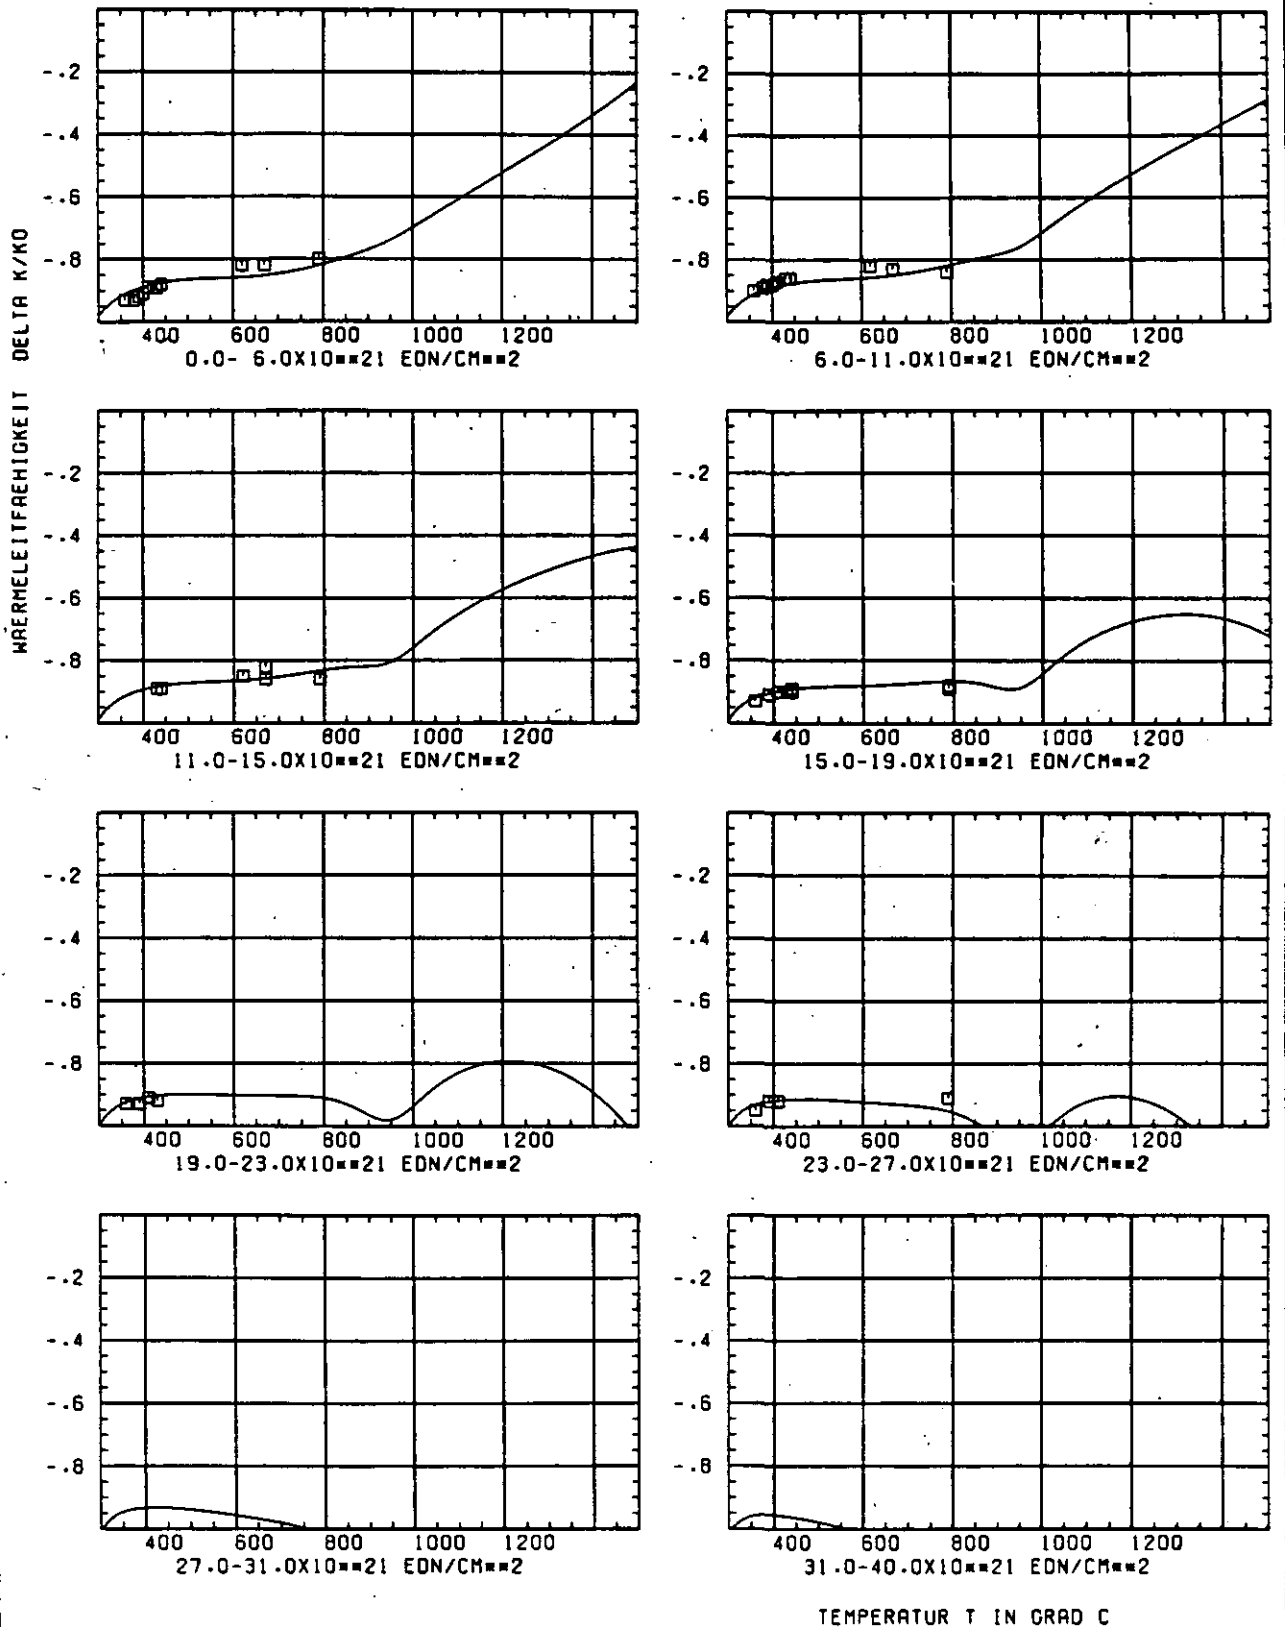 WAERMELEITFAEHIGKEIT DELTA K/KO
-.2
-.4
-.6
-.8
400 600 800 1000 1200
0.0- 6.0X10**21 EDN/CM**2
-.2
-.4
-.6
-.8
400 600 800 1000 1200
6.0-11.0X10**21 EDN/CM**2
-.2
-.4
-.6
-.8
400 600 800 1000 1200
11.0-15.0X10**21 EDN/CM**2
-.2
-.4
-.6
-.8
400 600 800 1000 1200
15.0-19.0X10**21 EDN/CM**2
-.2
-.4
-.6
-.8
400 600 800 1000 1200
19.0-23.0X10**21 EDN/CM**2
-.2
-.4
-.6
-.8
400 600 800 1000 1200
23.0-27.0X10**21 EDN/CM**2
-.2
-.4
-.6
-.8
400 600 800 1000 1200
27.0-31.0X10**21 EDN/CM**2
-.2
-.4
-.6
-.8
400 600 800 1000 1200
31.0-40.0X10**21 EDN/CM**2
TEMPERATUR T IN GRAD C